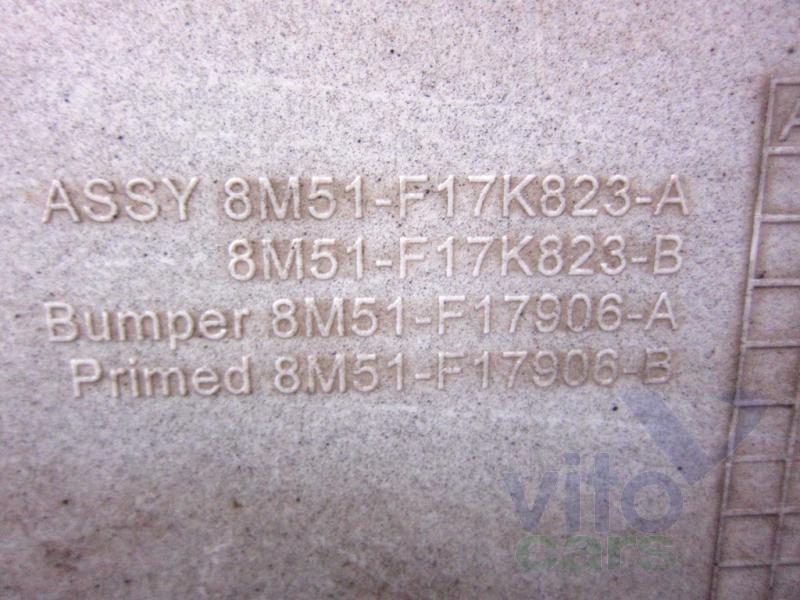 ASSY 8M51-F17K823-A
8M51-F17K823-B
Bumper 8M51-F17906-A
Primed 8M51-F17906-B
A
vito
cars